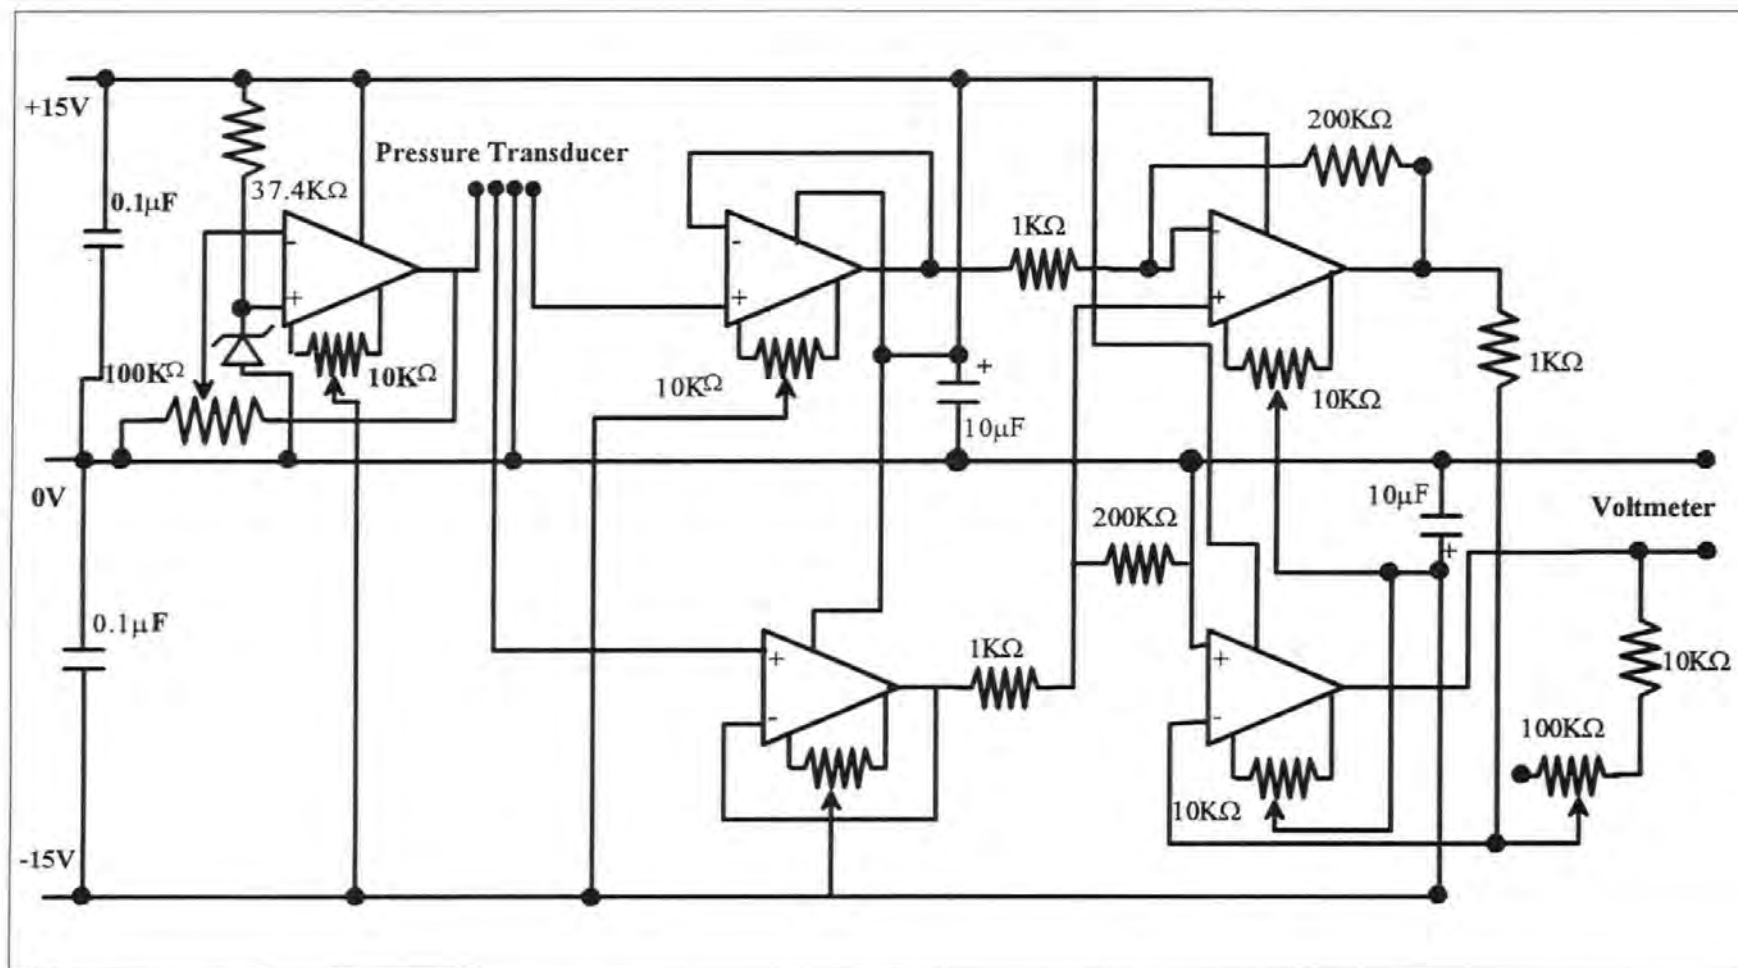 +15V
200KΩ
Pressure Transducer
37.4KΩ
0.1μF
1KΩ
-
+
-
+
-
+
100KΩ
10KΩ
10KΩ
10KΩ
1KΩ
+
10μF
0V
10μF
+
Voltmeter
200KΩ
0.1μF
1KΩ
+
-
+
-
10KΩ
100KΩ
10KΩ
-15V